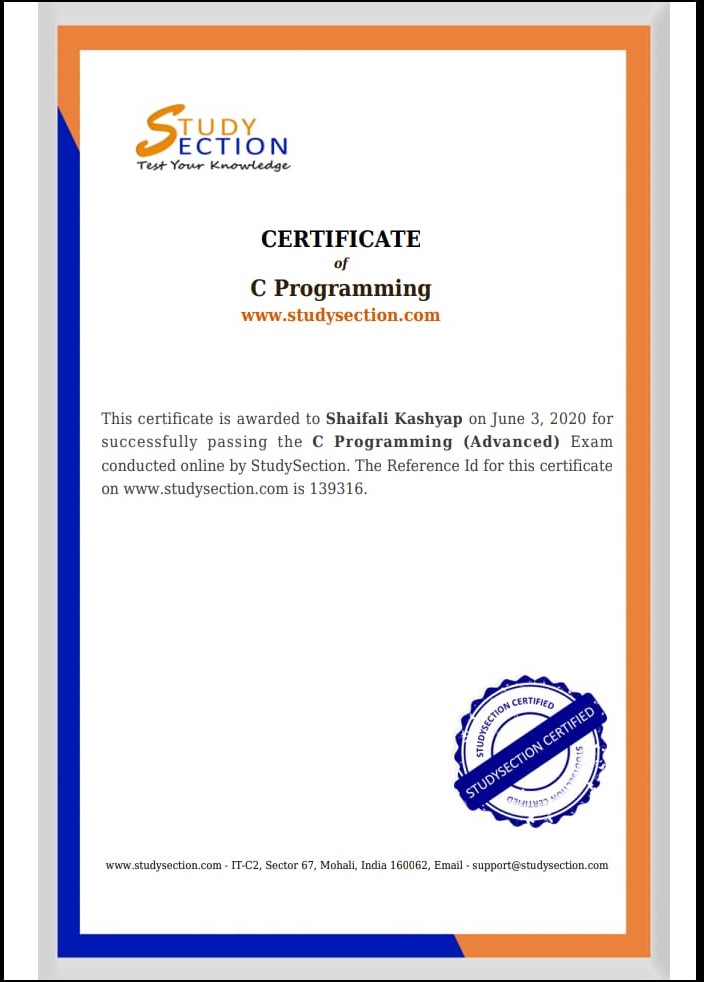 STUDY
SECTION
Test Your Knowledge
CERTIFICATE
of
C Programming
www.studysection.com
This certificate is awarded to Shaifali Kashyap on June 3, 2020 for
successfully passing the C Programming (Advanced) Exam
conducted online by StudySection. The Reference Id for this certificate
on www.studysection.com is 139316.
STUDYSECTION CERTIFIED
STUDYSECTION CERTIFIED
STUDYSECTION CERTIFIED
www.studysection.com - IT-C2, Sector 67, Mohali, India 160062, Email - support@studysection.com